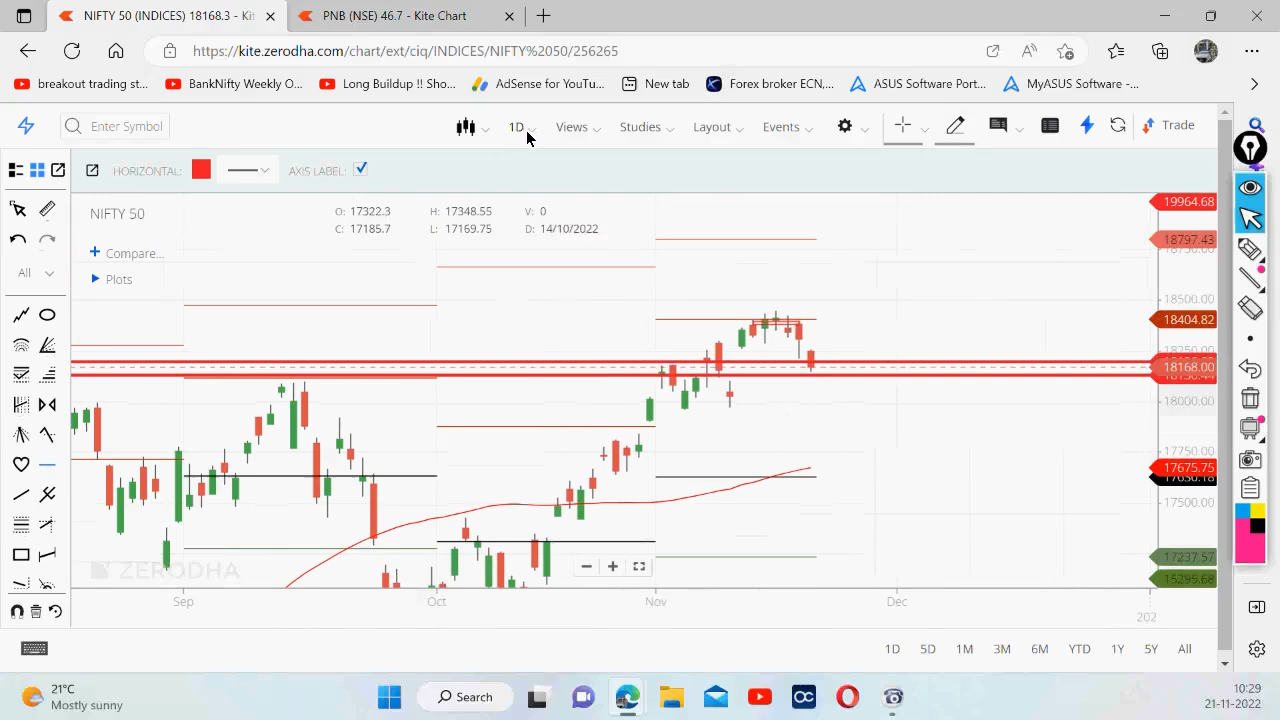 NIFTY 50 (INDICES) 18168.3 - Kit
PNB (NSE) 46.7 - Kite Chart
https://kite.zerodha.com/chart/ext/ciq/INDICES/NIFTY%2050/256265
breakout trading st...
BankNifty Weekly O...
Long Buildup !! Sho...
AdSense for YouTu...
New tab
Forex broker ECN,...
ASUS Software Port...
MyASUS Software -...
Enter Symbol
1D
Views
Studies
Layout
Events
Trade
HORIZONTAL:
AXIS LABEL:
NIFTY 50
O: 17322.3 H: 17348.55 V: 0
C: 17185.7 L: 17169.75 D: 14/10/2022
+ Compare...
Plots
All
19964.68
18797.43
18500.00
18404.82
18168.00
18000.00
17750.00
17675.75
17500.00
17237.57
15295.68
ZERODHA
Sep
Oct
Nov
Dec
202
1D 5D 1M 3M 6M YTD 1Y 5Y All
21°C
Mostly sunny
Search
10:29
21-11-2022